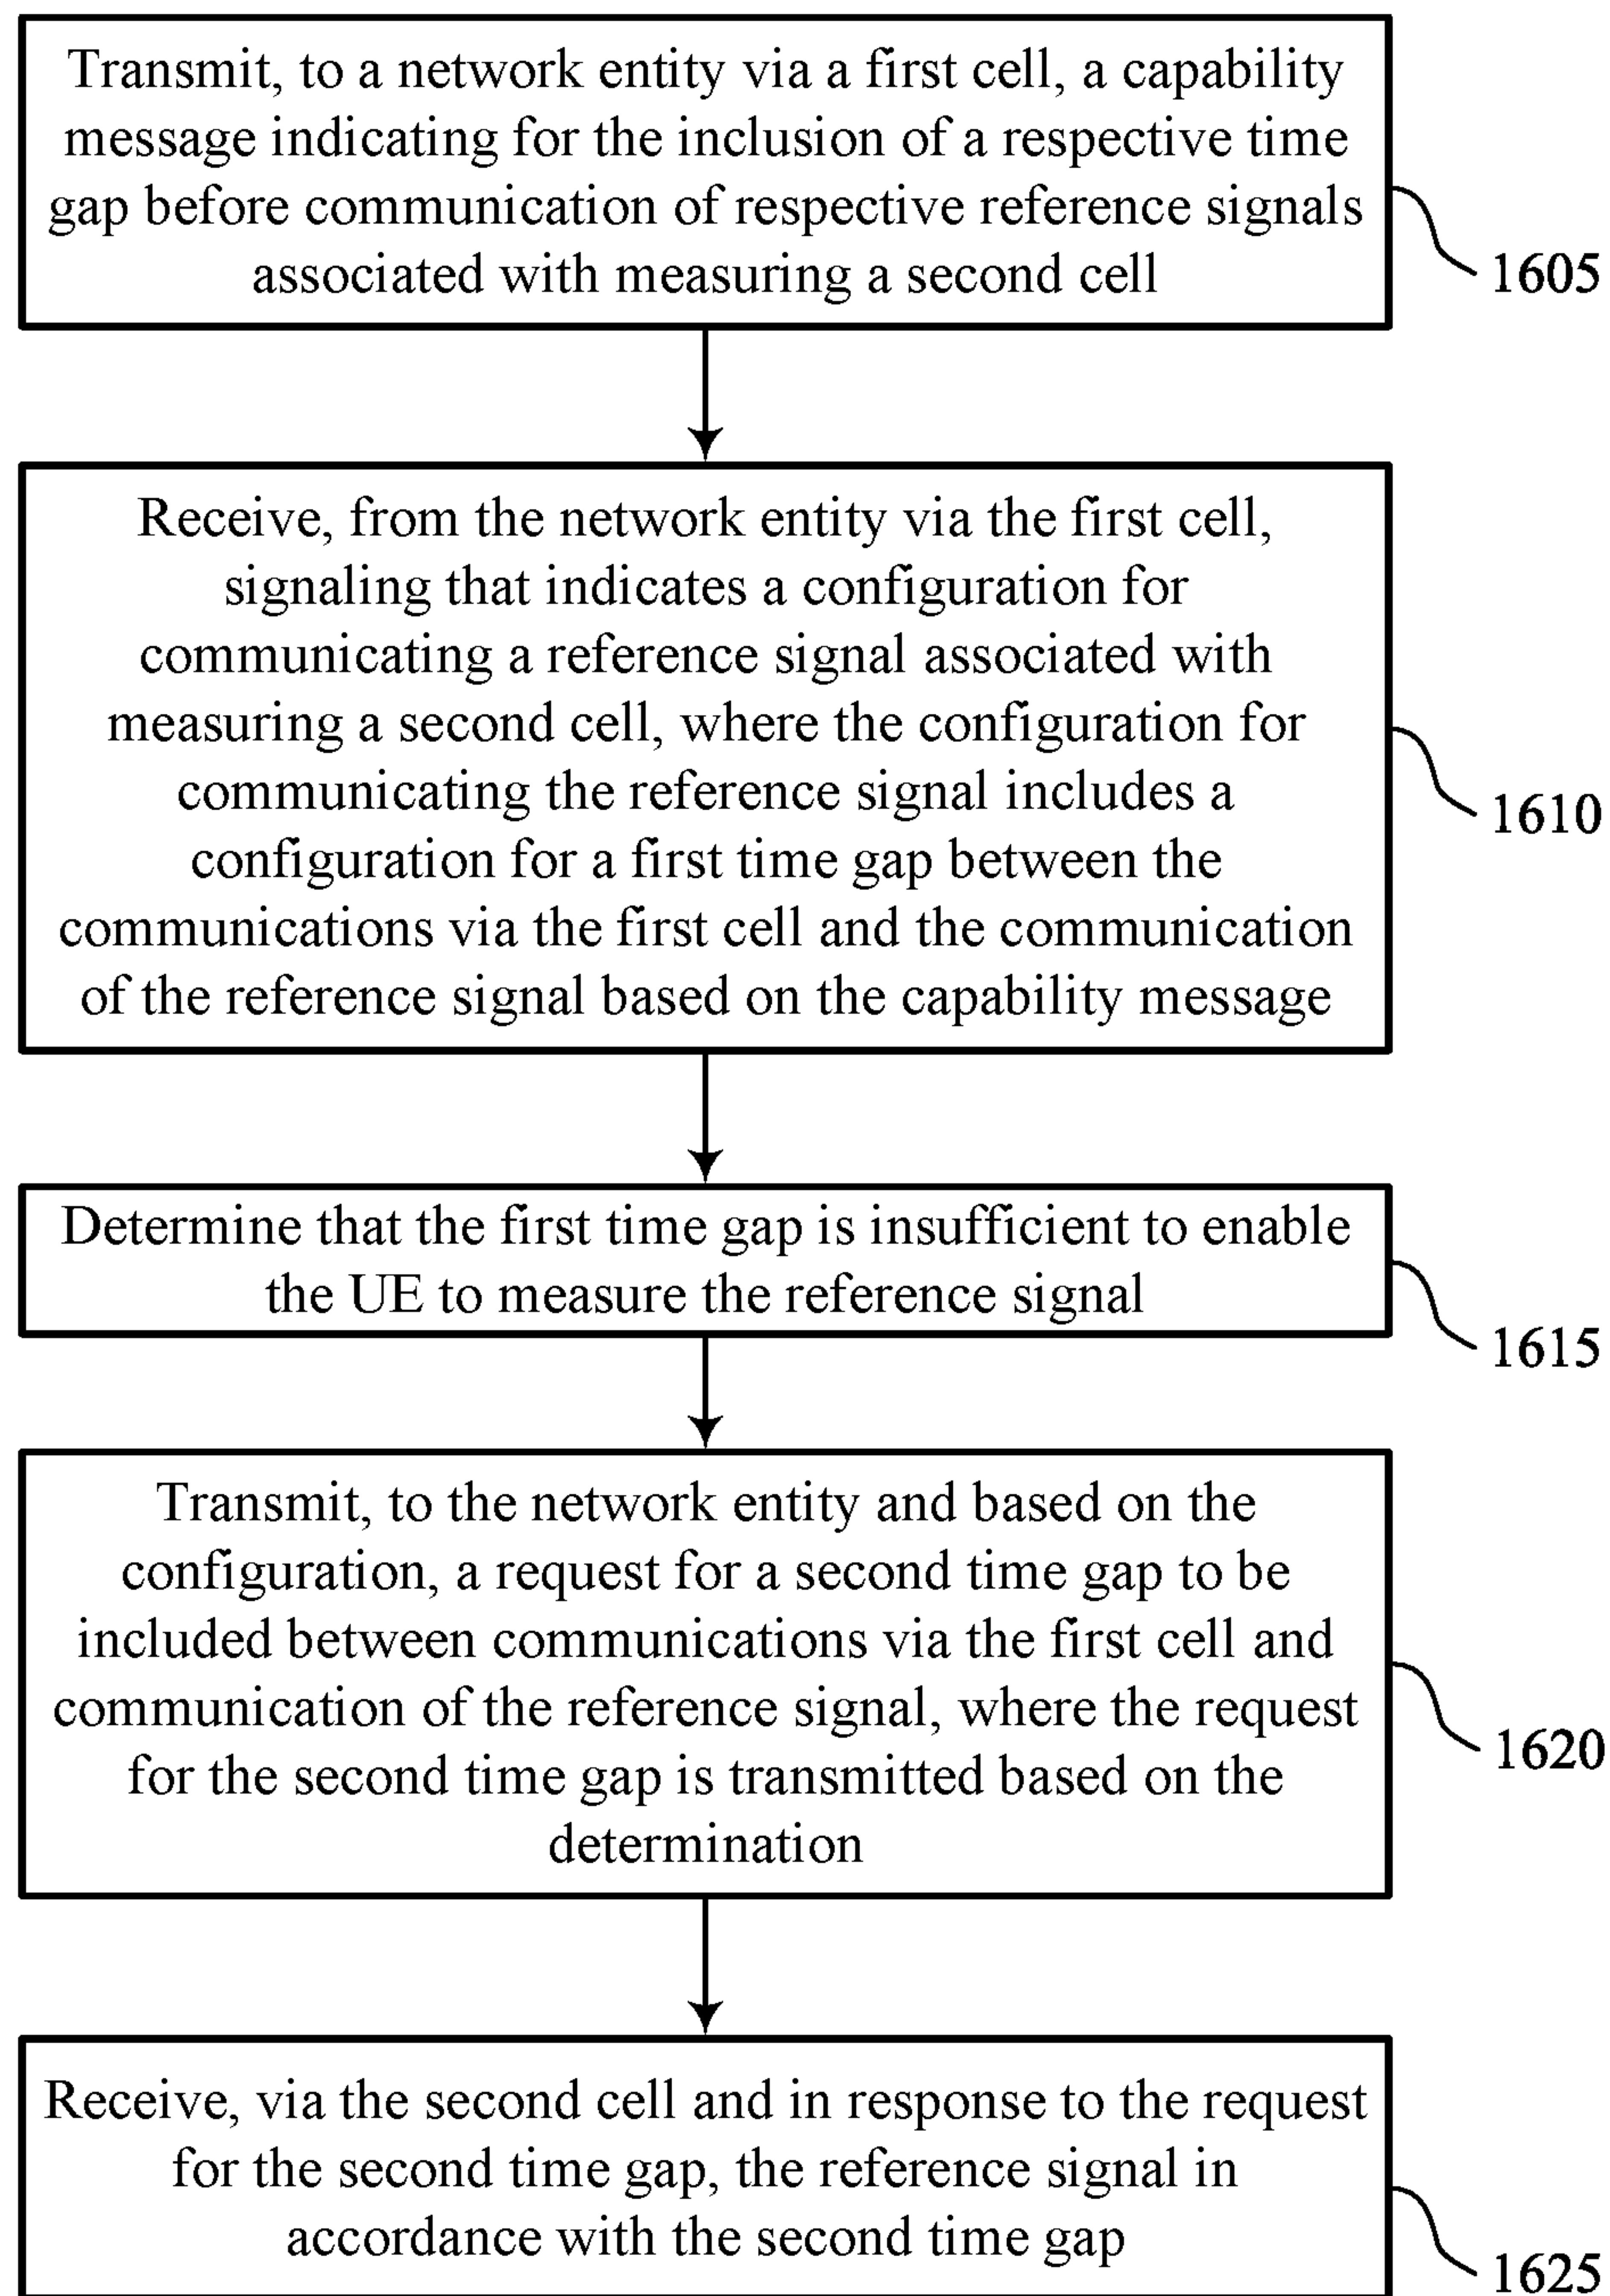 Transmit, to a network entity via a first cell, a capability
message indicating for the inclusion of a respective time
gap before communication of respective reference signals
associated with measuring a second cell
1605
Receive, from the network entity via the first cell,
signaling that indicates a configuration for
communicating a reference signal associated with
measuring a second cell, where the configuration for
communicating the reference signal includes a
configuration for a first time gap between the
communications via the first cell and the communication
of the reference signal based on the capability message
1610
Determine that the first time gap is insufficient to enable
the UE to measure the reference signal
1615
Transmit, to the network entity and based on the
configuration, a request for a second time gap to be
included between communications via the first cell and
communication of the reference signal, where the request
for the second time gap is transmitted based on the
determination
1620
Receive, via the second cell and in response to the request
for the second time gap, the reference signal in
accordance with the second time gap
1625